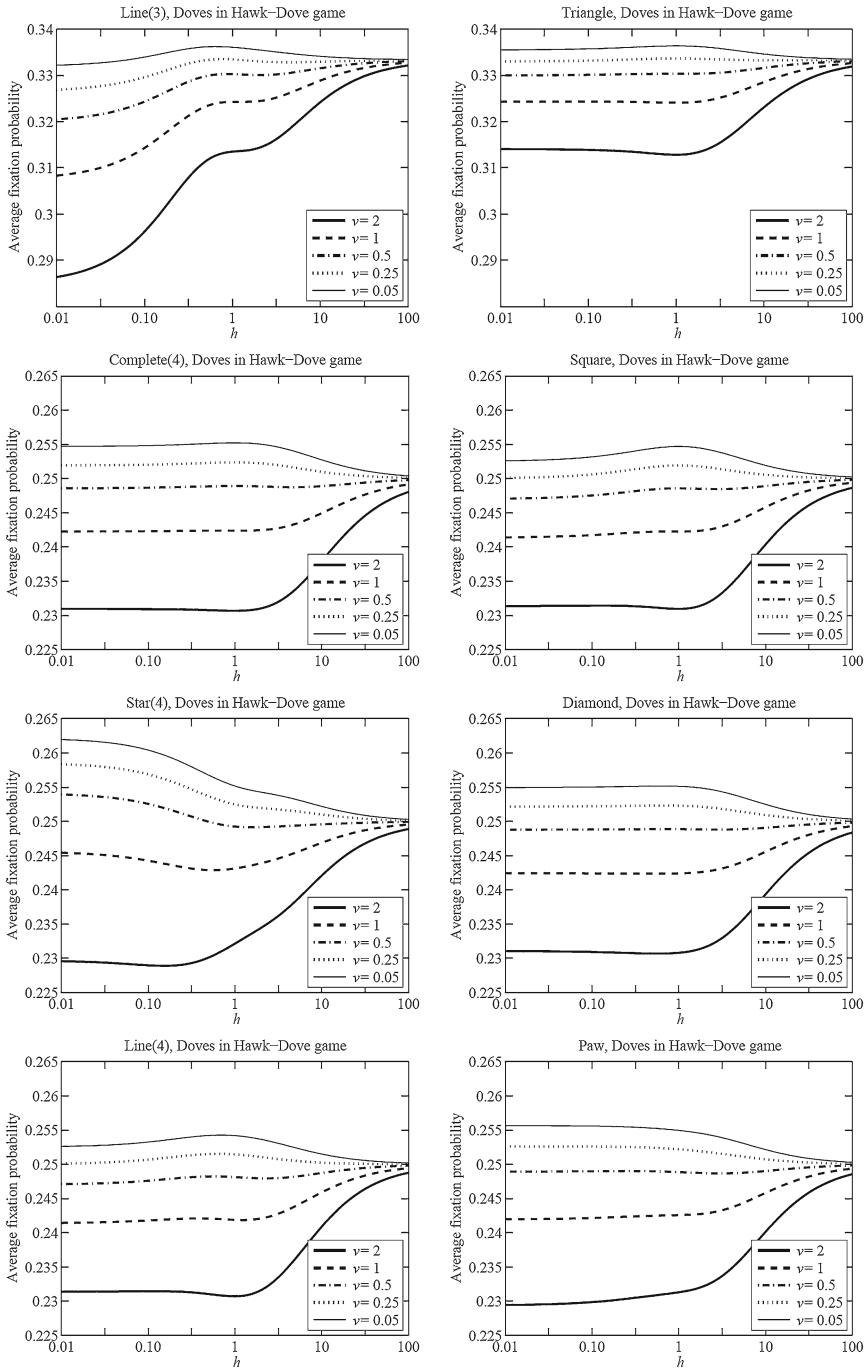 Line(3), Doves in Hawk−Dove game
Average fixation probability
0.34
0.33
0.32
0.31
0.3
0.29
v= 2
v= 1
v= 0.5
v= 0.25
v= 0.05
0.01 0.10 1 10 100
h
Triangle, Doves in Hawk−Dove game
Average fixation probability
0.34
0.33
0.32
0.31
0.3
0.29
v= 2
v= 1
v= 0.5
v= 0.25
v= 0.05
0.01 0.10 1 10 100
h
Complete(4), Doves in Hawk−Dove game
Average fixation probability
0.265
0.26
0.255
0.25
0.245
0.24
0.235
0.23
0.225
v= 2
v= 1
v= 0.5
v= 0.25
v= 0.05
0.01 0.10 1 10 100
h
Square, Doves in Hawk−Dove game
Average fixation probability
0.265
0.26
0.255
0.25
0.245
0.24
0.235
0.23
0.225
v= 2
v= 1
v= 0.5
v= 0.25
v= 0.05
0.01 0.10 1 10 100
h
Star(4), Doves in Hawk−Dove game
Average fixation probability
0.265
0.26
0.255
0.25
0.245
0.24
0.235
0.23
0.225
v= 2
v= 1
v= 0.5
v= 0.25
v= 0.05
0.01 0.10 1 10 100
h
Diamond, Doves in Hawk−Dove game
Average fixation probability
0.265
0.26
0.255
0.25
0.245
0.24
0.235
0.23
0.225
v= 2
v= 1
v= 0.5
v= 0.25
v= 0.05
0.01 0.10 1 10 100
h
Line(4), Doves in Hawk−Dove game
Average fixation probability
0.265
0.26
0.255
0.25
0.245
0.24
0.235
0.23
0.225
v= 2
v= 1
v= 0.5
v= 0.25
v= 0.05
0.01 0.10 1 10 100
h
Paw, Doves in Hawk−Dove game
Average fixation probability
0.265
0.26
0.255
0.25
0.245
0.24
0.235
0.23
0.225
v= 2
v= 1
v= 0.5
v= 0.25
v= 0.05
0.01 0.10 1 10 100
h